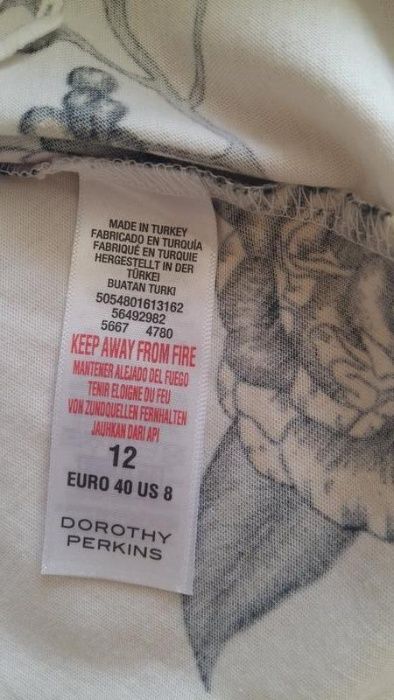 MADE IN TURKEY
FABRICADO EN TURQUÍA
FABRIQUÉ EN TURQUIE
HERGESTELLT IN DER
TÜRKEI
BUATAN TURKI
5054801613162
56492982
5667 4780
KEEP AWAY FROM FIRE
MANTENER ALEJADO DEL FUEGO
TENIR ELOIGNE DU FEU
VON ZUNDQUELLEN FERNHALTEN
JAUHKAN DARI API
12
EURO 40 US 8
DOROTHY
PERKINS